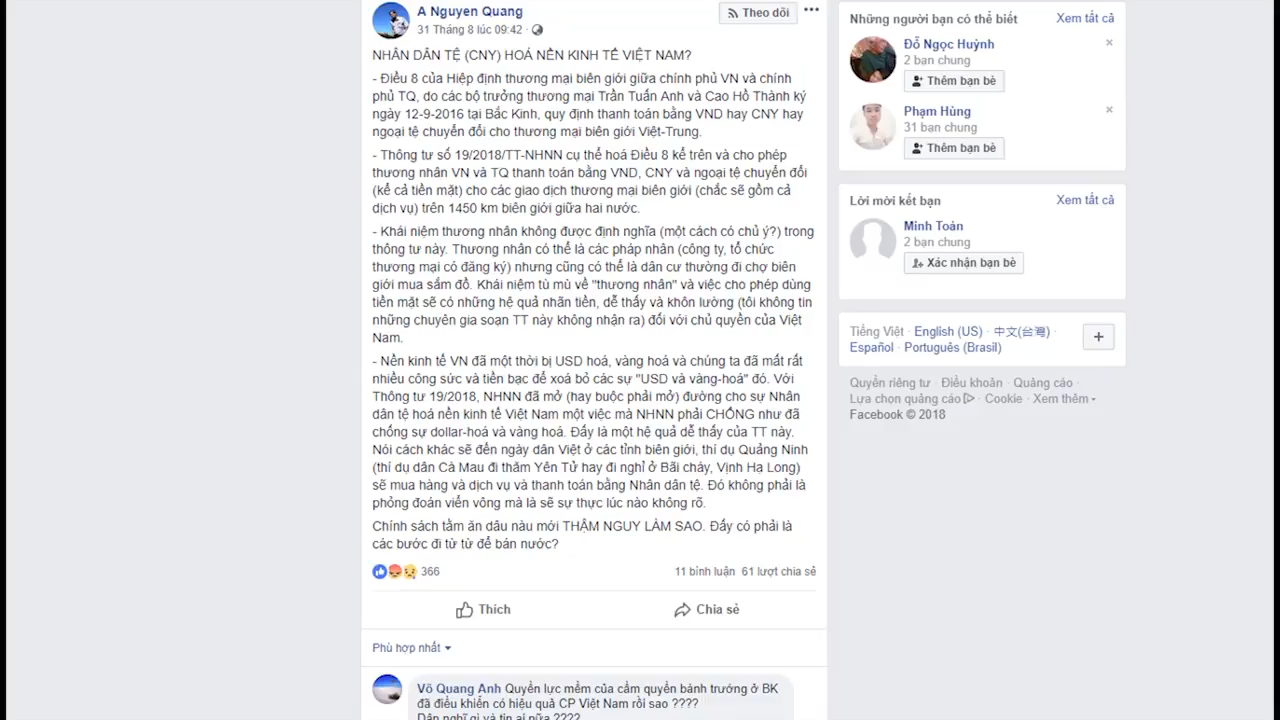 A Nguyen Quang
31 Tháng 8 lúc 09:42 ·
Theo dõi
NHÂN DÂN TỆ (CNY) HOÁ NỀN KINH TẾ VIỆT NAM?
- Điều 8 của Hiệp định thương mại biên giới giữa chính phủ VN và chính
phủ TQ, do các bộ trưởng thương mại Trần Tuấn Anh và Cao Hồ Thành ký
ngày 12-9-2016 tại Bắc Kinh, quy định thanh toán bằng VND hay CNY hay
ngoại tệ chuyển đổi cho thương mại biên giới Việt-Trung.
- Thông tư số 19/2018/TT-NHNN cụ thể hoá Điều 8 kể trên và cho phép
thương nhân VN và TQ thanh toán bằng VND, CNY và ngoại tệ chuyển đổi
(kể cả tiền mặt) cho các giao dịch thương mại biên giới (chắc sẽ gồm cả
dịch vụ) trên 1450 km biên giới giữa hai nước.
- Khái niệm thương nhân không được định nghĩa (một cách có chủ ý?) trong
thông tư này. Thương nhân có thể là các pháp nhân (công ty, tổ chức
thương mại có đăng ký) nhưng cũng có thể là dân cư thường đi chợ biên
giới mua sắm đồ. Khái niệm tù mù về "thương nhân" và việc cho phép dùng
tiền mặt sẽ có những hệ quả nhãn tiền, dễ thấy và khôn lường (tôi không tin
những chuyên gia soạn TT này không nhận ra) đối với chủ quyền của Việt
Nam.
- Nền kinh tế VN đã một thời bị USD hoá, vàng hoá và chúng ta đã mất rất
nhiều công sức và tiền bạc để xoá bỏ các sự "USD và vàng-hoá" đó. Với
Thông tư 19/2018, NHNN đã mở (hay buộc phải mở) đường cho sự Nhân
dân tệ hoá nền kinh tế Việt Nam một việc mà NHNN phải CHỐNG như đã
chống sự dollar-hoá và vàng hoá. Đấy là một hệ quả dễ thấy của TT này.
Nói cách khác sẽ đến ngày dân Việt ở các tỉnh biên giới, thí dụ Quảng Ninh
(thí dụ dân Cà Mau đi thăm Yên Tử hay đi nghỉ ở Bãi cháy, Vịnh Hạ Long)
sẽ mua hàng và dịch vụ và thanh toán bằng Nhân dân tệ. Đó không phải là
phỏng đoán viển vông mà là sẽ sự thực lúc nào không rõ.
Chính sách tằm ăn dâu nàu mới THẬM NGUY LÀM SAO. Đấy có phải là
các bước đi từ từ để bán nước?
366
11 bình luận 61 lượt chia sẻ
Thích
Chia sẻ
Phù hợp nhất
Võ Quang Anh Quyền lực mềm của cầm quyền bành trướng ở BK
đã điều khiển có hiệu quả CP Việt Nam rồi sao ????
Dân nghĩ gì và tin ai nữa ????
Những người bạn có thể biết
Xem tất cả
Đỗ Ngọc Huỳnh
2 bạn chung
Thêm bạn bè
Phạm Hùng
31 bạn chung
Thêm bạn bè
Lời mời kết bạn
Xem tất cả
Minh Toán
2 bạn chung
Xác nhận bạn bè
Tiếng Việt · English (US) · 中文(台灣) ·
Español · Português (Brasil)
Quyền riêng tư · Điều khoản · Quảng cáo ·
Lựa chọn quảng cáo · Cookie · Xem thêm
Facebook © 2018